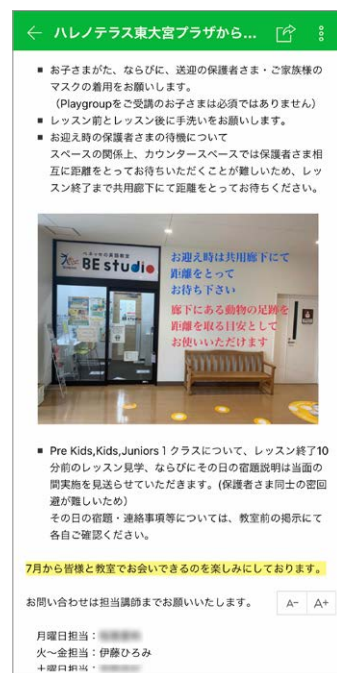 ハレノテラス東大宮プラザから...
■ お子さまがた、ならびに、送迎の保護者さま・ご家族様の
マスクの着用をお願いします。
（Playgroupをご受講のお子さまは必須ではありません）
■ レッスン前とレッスン後に手洗いをお願いします。
■ お迎え時の保護者さまの待機について
スペースの関係上、カウンタースペースでは保護者さま相
互に距離をとってお待ちいただくことが難しいため、レッ
スン終了まで共用廊下にて距離をとってお待ちください。
ベネッセの英語教室
BE studio
お迎え時は共用廊下にて
距離をとって
お待ち下さい
廊下にある動物の足跡を
距離を取る目安として
お使いいただけます
■ Pre Kids,Kids,Juniors１クラスについて、レッスン終了10
分前のレッスン見学、ならびにその日の宿題説明は当面の
間実施を見送らせていただきます。(保護者さま同士の密回
避が難しいため)
その日の宿題・連絡事項等については、教室前の掲示にて
各自ご確認ください。
7月から皆様と教室でお会いできるのを楽しみにしております。
お問い合わせは担当講師までお願いいたします。
A- A+
月曜日担当：
火〜金担当：伊藤ひろみ
土曜日担当：